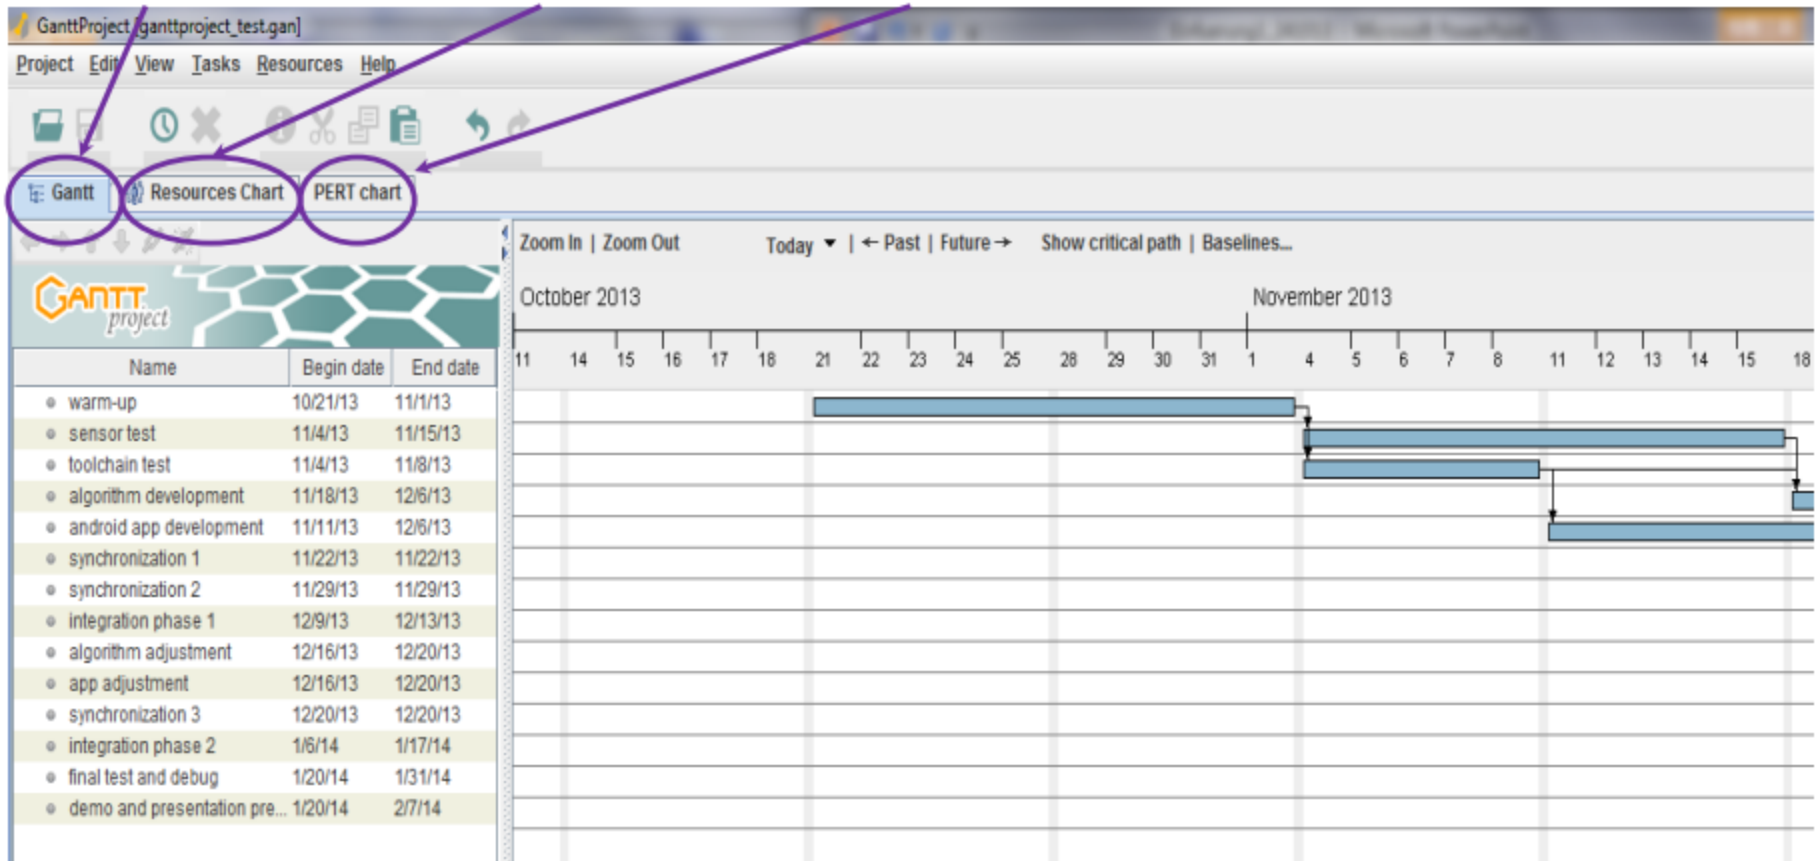 GanttProject [ganttproject_test.gan]
Project Edit View Tasks Resources Help
Gantt Resources Chart PERT chart
Zoom In | Zoom Out Today ▼ | ← Past | Future → Show critical path | Baselines...
GANTT project
October 2013 November 2013
11 14 15 16 17 18 21 22 23 24 25 28 29 30 31 1 4 5 6 7 8 11 12 13 14 15 18
Name Begin date End date
warm-up 10/21/13 11/1/13
sensor test 11/4/13 11/15/13
toolchain test 11/4/13 11/8/13
algorithm development 11/18/13 12/6/13
android app development 11/11/13 12/6/13
synchronization 1 11/22/13 11/22/13
synchronization 2 11/29/13 11/29/13
integration phase 1 12/9/13 12/13/13
algorithm adjustment 12/16/13 12/20/13
app adjustment 12/16/13 12/20/13
synchronization 3 12/20/13 12/20/13
integration phase 2 1/6/14 1/17/14
final test and debug 1/20/14 1/31/14
demo and presentation pre... 1/20/14 2/7/14